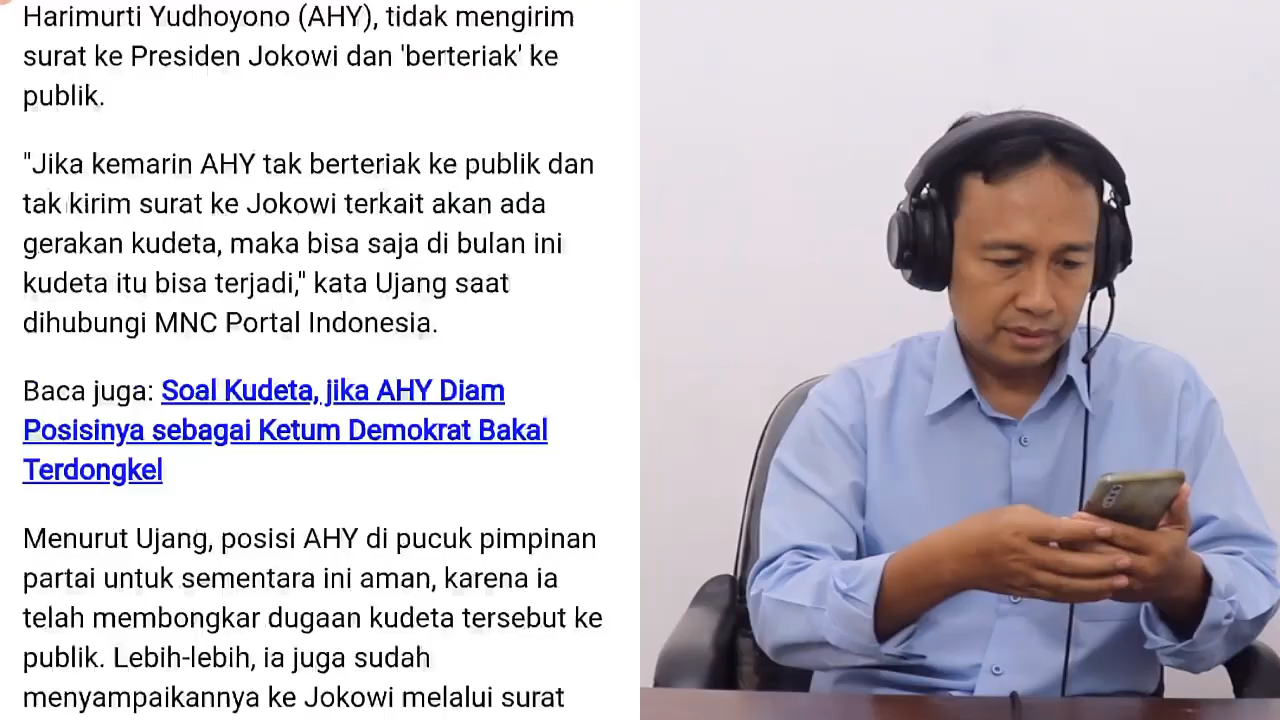 Harimurti Yudhoyono (AHY), tidak mengirim
surat ke Presiden Jokowi dan 'berteriak' ke
publik.
"Jika kemarin AHY tak berteriak ke publik dan
tak kirim surat ke Jokowi terkait akan ada
gerakan kudeta, maka bisa saja di bulan ini
kudeta itu bisa terjadi," kata Ujang saat
dihubungi MNC Portal Indonesia.
Baca juga: Soal Kudeta, jika AHY Diam
Posisinya sebagai Ketum Demokrat Bakal
Terdongkel
Menurut Ujang, posisi AHY di pucuk pimpinan
partai untuk sementara ini aman, karena ia
telah membongkar dugaan kudeta tersebut ke
publik. Lebih-lebih, ia juga sudah
menyampaikannya ke Jokowi melalui surat